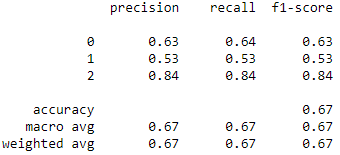 precision recall f1-score
0 0.63 0.64 0.63
1 0.53 0.53 0.53
2 0.84 0.84 0.84
accuracy 0.67
macro avg 0.67 0.67 0.67
weighted avg 0.67 0.67 0.67